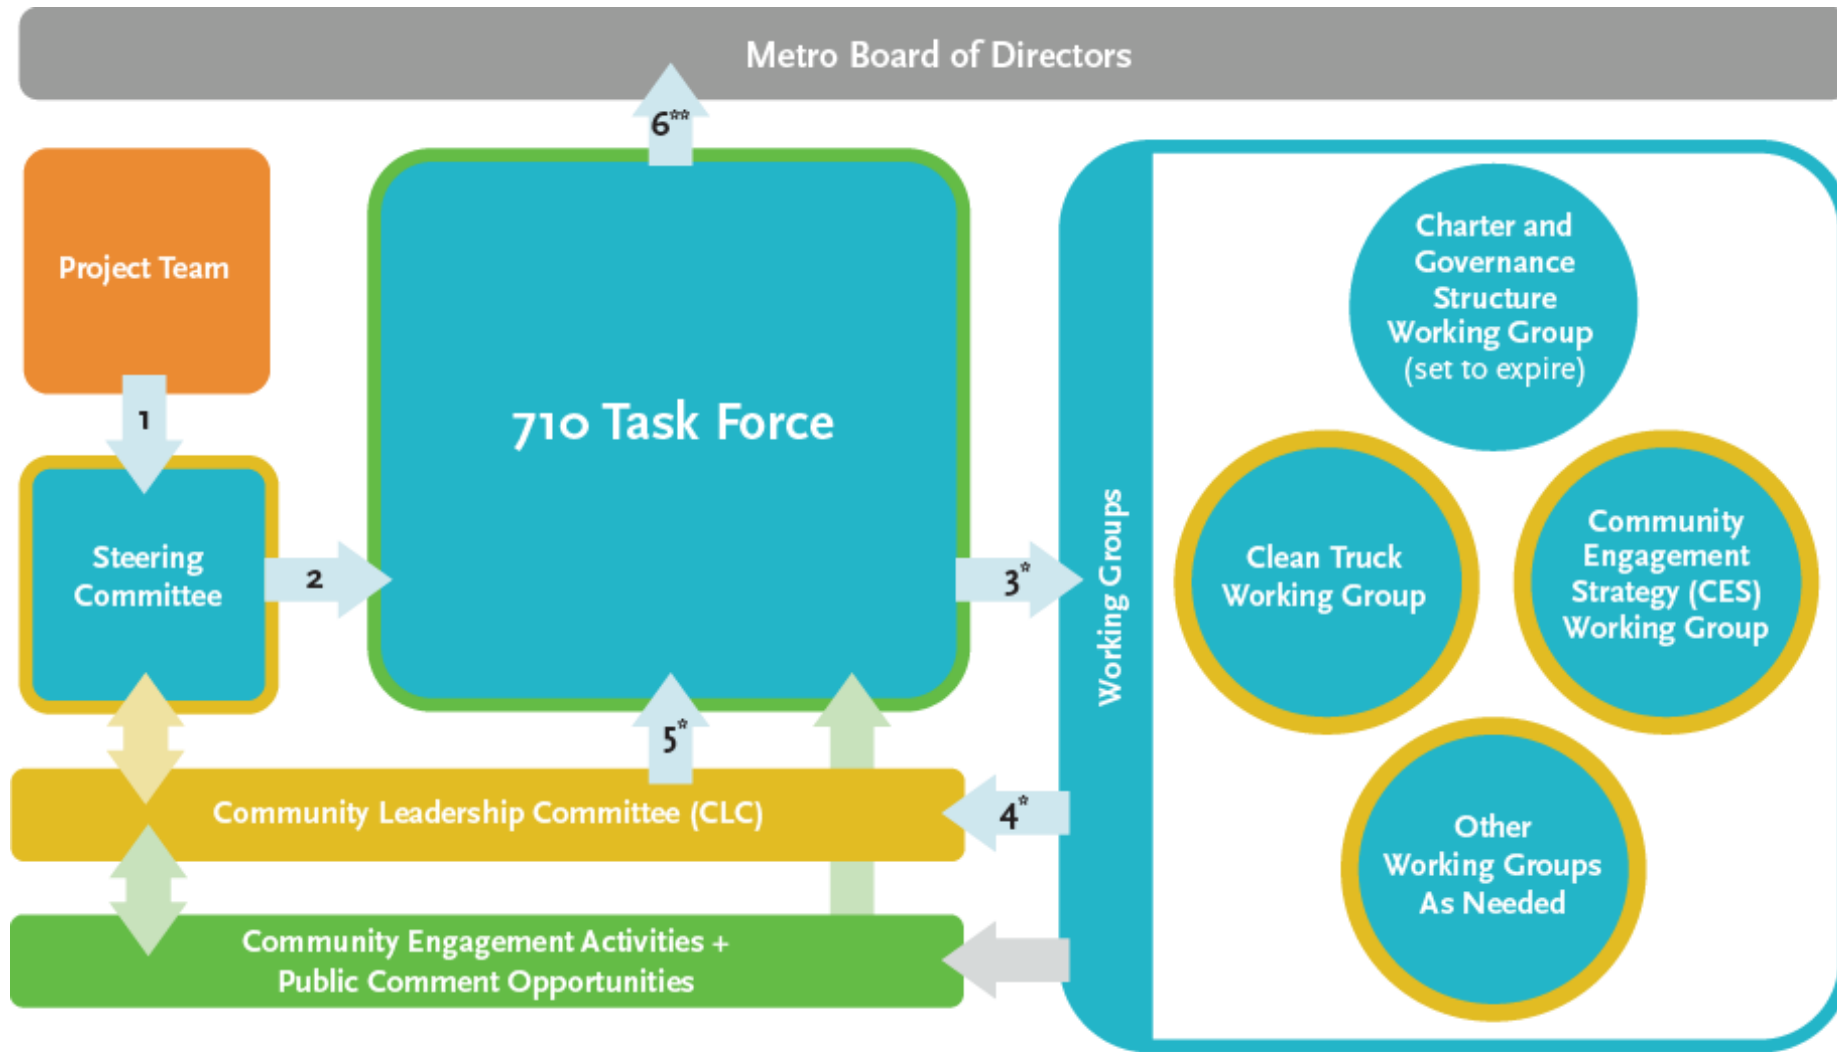 Metro Board of Directors
6**
Project Team
1
Steering
Committee
2
710 Task Force
3*
5*
Community Leadership Committee (CLC)
4*
Community Engagement Activities +
Public Comment Opportunities
Working Groups
Charter and
Governance
Structure
Working Group
(set to expire)
Clean Truck
Working Group
Community
Engagement
Strategy (CES)
Working Group
Other
Working Groups
As Needed